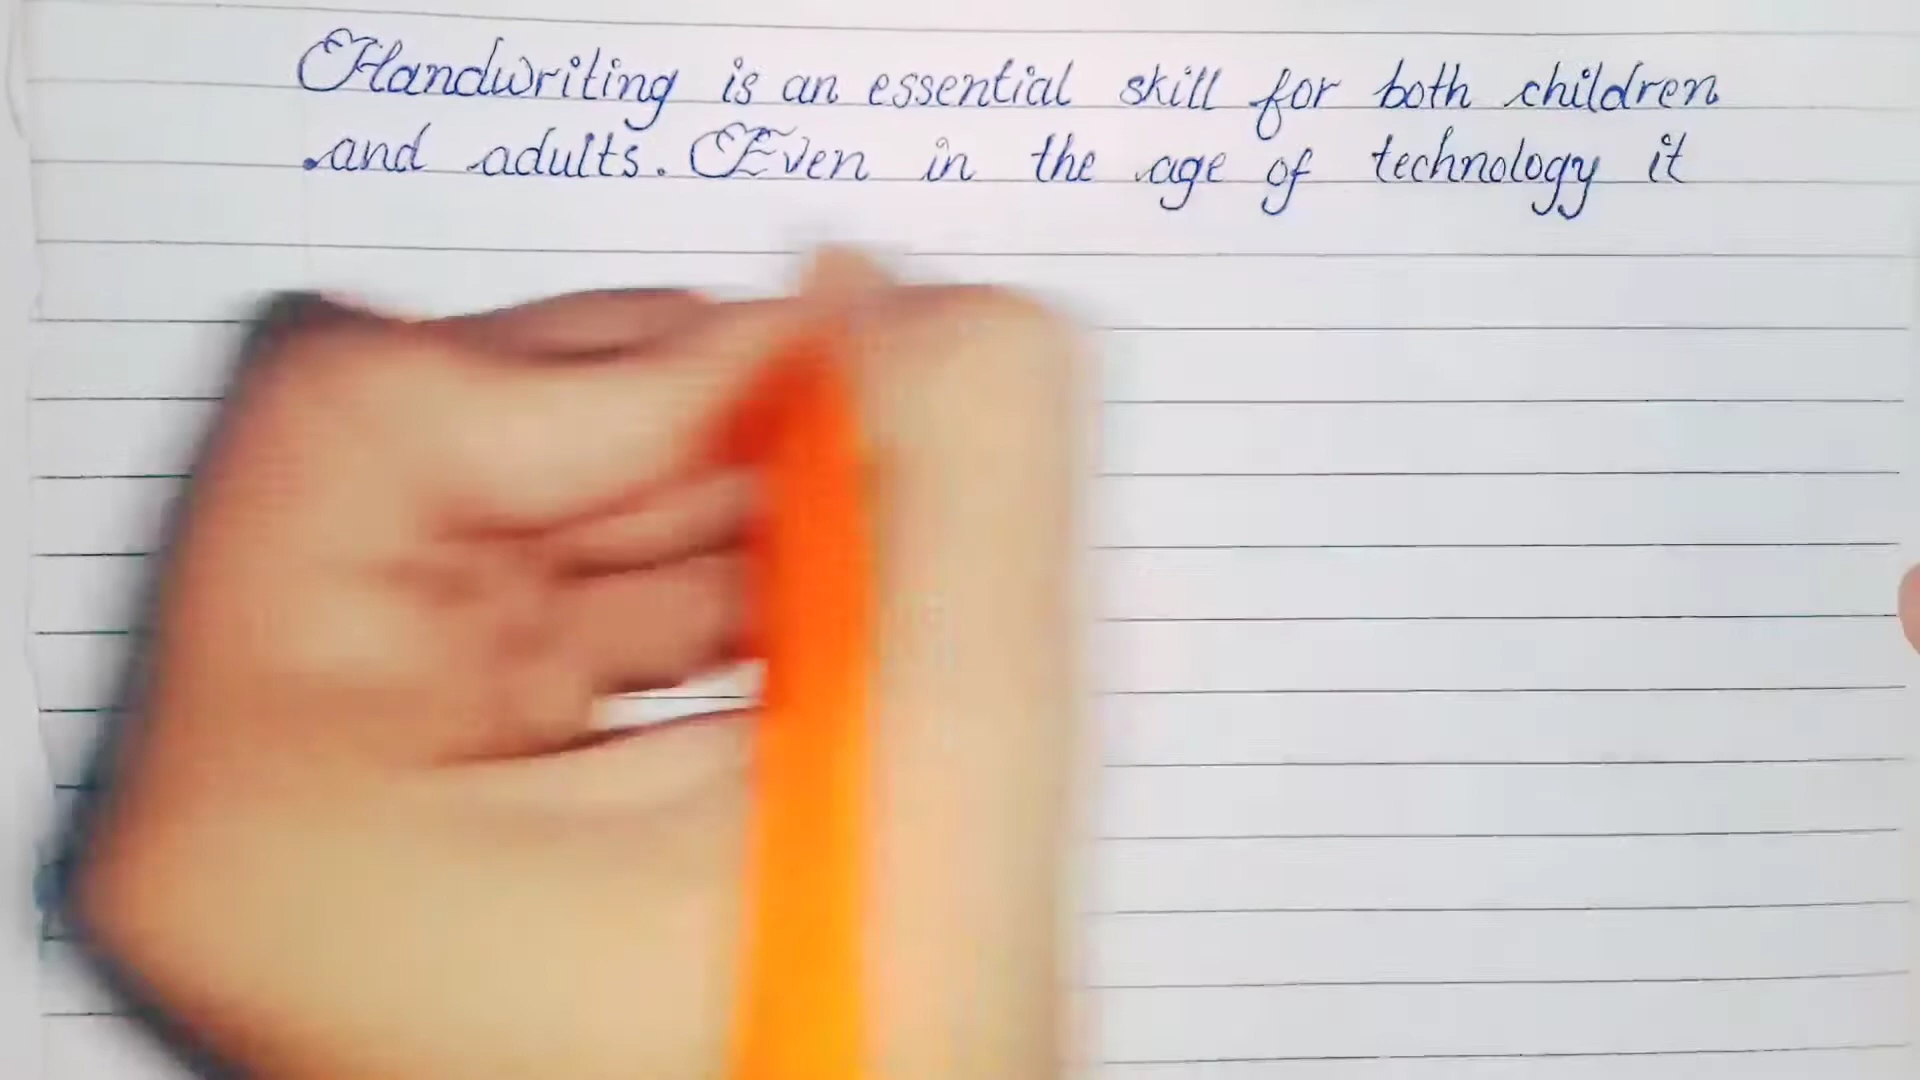 Handwriting is an essential skill for both children
and adults. Even in the age of technology it